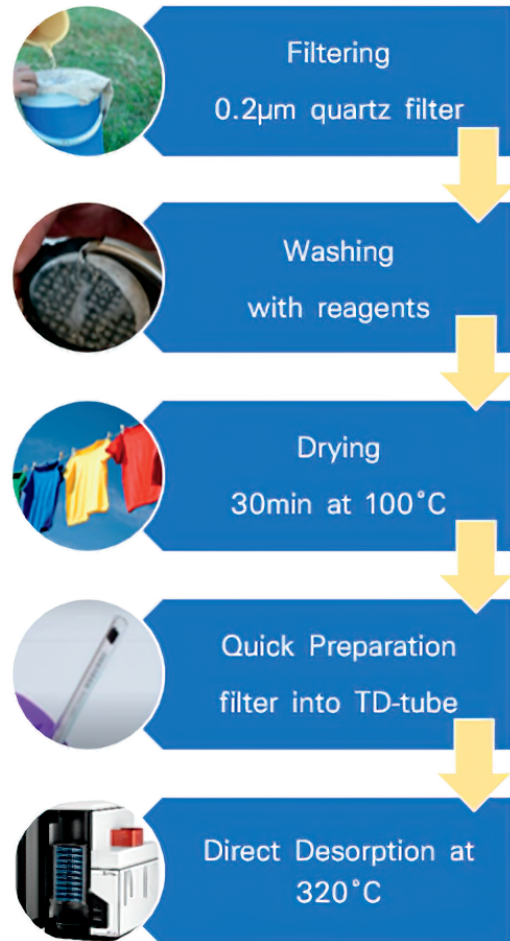 Filtering
0.2µm quartz filter
Washing
with reagents
Drying
30min at 100˚C
Quick Preparation
filter into TD-tube
Direct Desorption at
320˚C